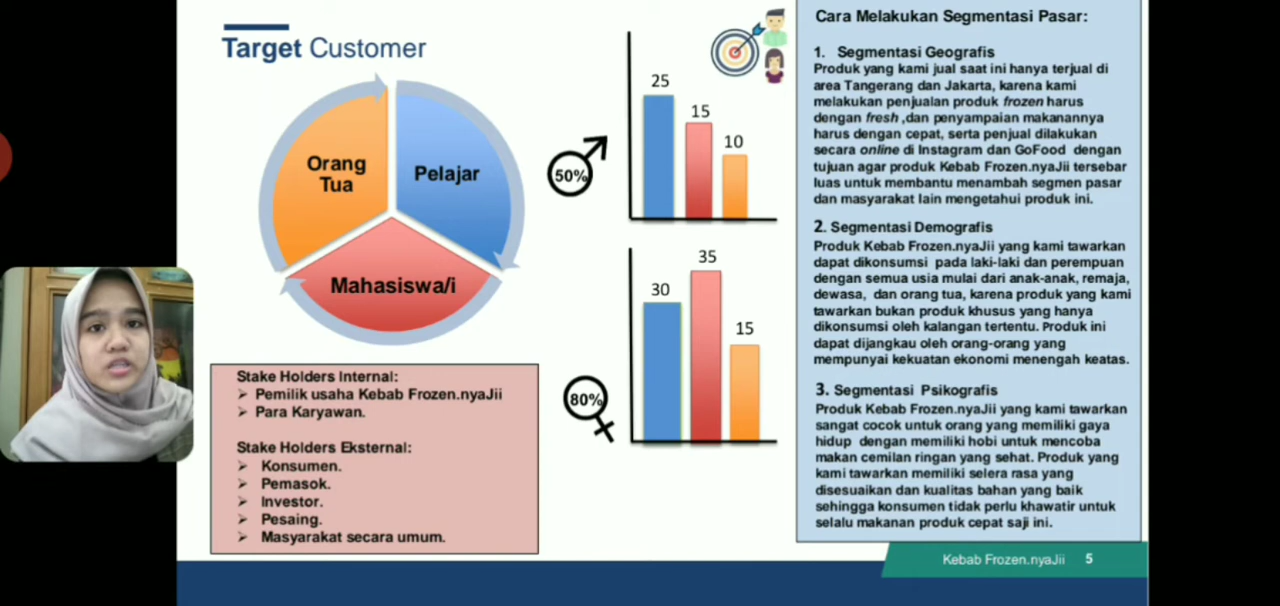 Target Customer
Orang
Tua
Pelajar
Mahasiswa/i
50%
25
15
10
80%
30
35
15
Stake Holders Internal:
➢ Pemilik usaha Kebab Frozen.nyaJii
➢ Para Karyawan.
Stake Holders Eksternal:
➢ Konsumen.
➢ Pemasok.
➢ Investor.
➢ Pesaing.
➢ Masyarakat secara umum.
Cara Melakukan Segmentasi Pasar:
1. Segmentasi Geografis
Produk yang kami jual saat ini hanya terjual di
area Tangerang dan Jakarta, karena kami
melakukan penjualan produk frozen harus
dengan fresh ,dan penyampaian makanannya
harus dengan cepat, serta penjual dilakukan
secara online di Instagram dan GoFood dengan
tujuan agar produk Kebab Frozen.nyaJii tersebar
luas untuk membantu menambah segmen pasar
dan masyarakat lain mengetahui produk ini.
2. Segmentasi Demografis
Produk Kebab Frozen.nyaJii yang kami tawarkan
dapat dikonsumsi pada laki-laki dan perempuan
dengan semua usia mulai dari anak-anak, remaja,
dewasa, dan orang tua, karena produk yang kami
tawarkan bukan produk khusus yang hanya
dikonsumsi oleh kalangan tertentu. Produk ini
dapat dijangkau oleh orang-orang yang
mempunyai kekuatan ekonomi menengah keatas.
3. Segmentasi Psikografis
Produk Kebab Frozen.nyaJii yang kami tawarkan
sangat cocok untuk orang yang memiliki gaya
hidup dengan memiliki hobi untuk mencoba
makan cemilan ringan yang sehat. Produk yang
kami tawarkan memiliki selera rasa yang
disesuaikan dan kualitas bahan yang baik
sehingga konsumen tidak perlu khawatir untuk
selalu makanan produk cepat saji ini.
Kebab Frozen.nyaJii 5